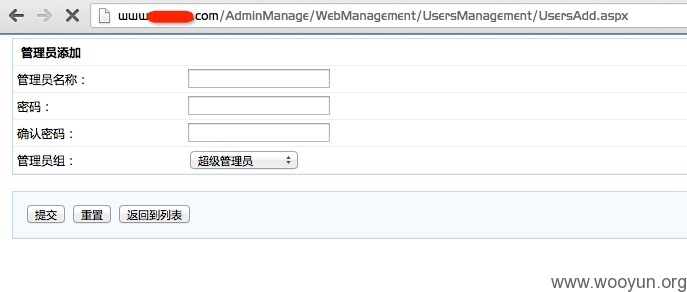 www.        .com/AdminManage/WebManagement/UsersManagement/UsersAdd.aspx
管理员添加
管理员名称：
密码：
确认密码：
管理员组： 超级管理员
提交 重置 返回到列表
www.wooyun.org